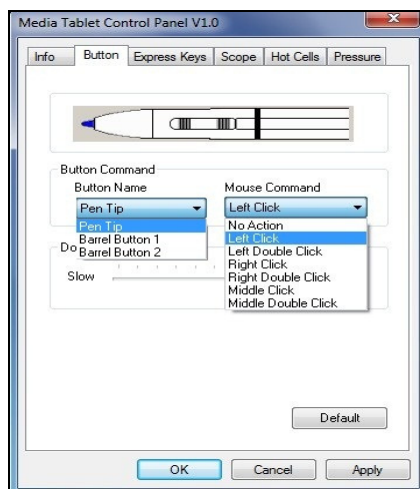 Media Tablet Control Panel V1.0
Info Button Express Keys Scope Hot Cells Pressure
Button Command
Button Name Mouse Command
Pen Tip Left Click
Pen Tip No Action
Barrel Button 1 Left Click
Barrel Button 2 Left Double Click
Do Right Click
Slow Right Double Click
Middle Click
Middle Double Click
Default
OK Cancel Apply